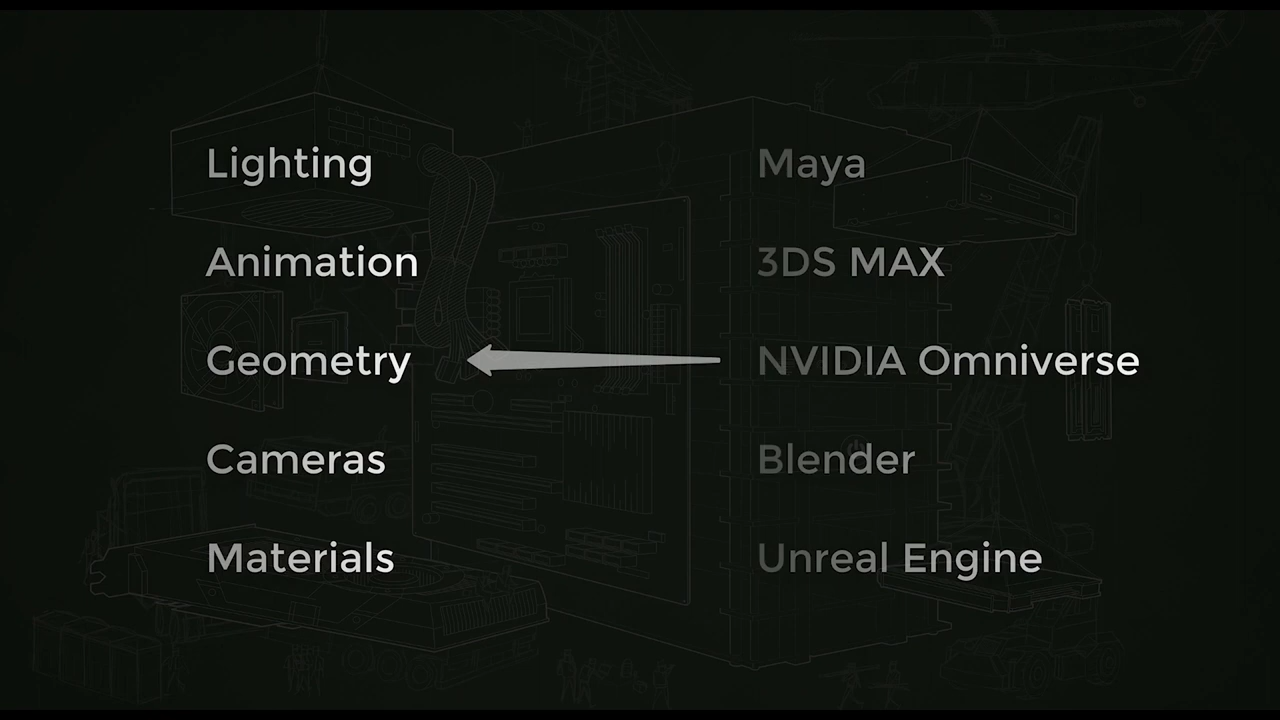 Lighting
Animation
Geometry
Cameras
Materials
Maya
3DS MAX
NVIDIA Omniverse
Blender
Unreal Engine